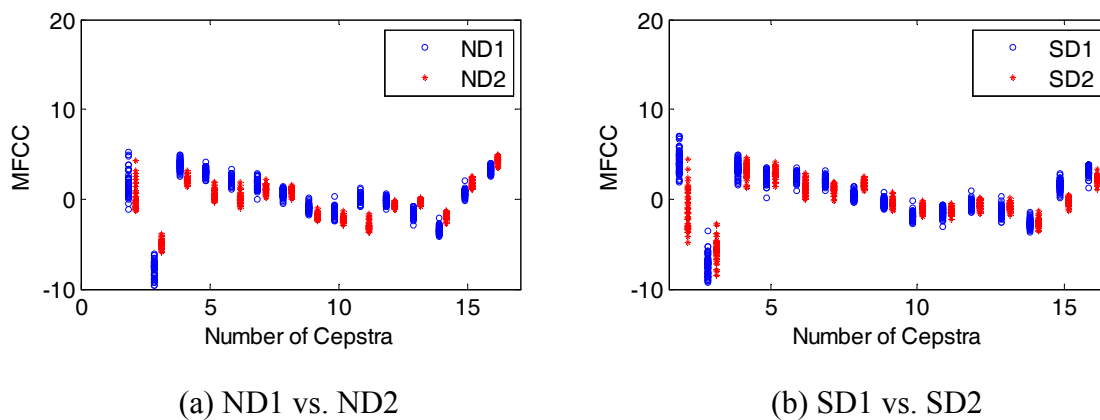 20
10
0
-10
MFCC
0
5
10
15
Number of Cepstra
ND1
ND2
(a) ND1 vs. ND2
20
10
0
-10
MFCC
5
10
15
Number of Cepstra
SD1
SD2
(b) SD1 vs. SD2